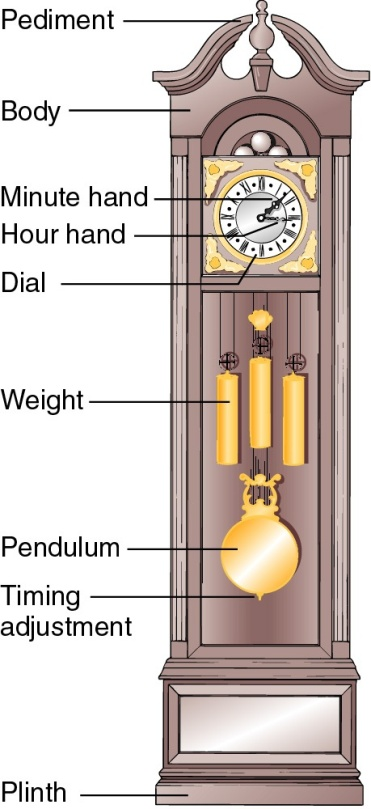 Pediment
Body
Minute hand
Hour hand
Dial
Weight
Pendulum
Timing
adjustment
Plinth